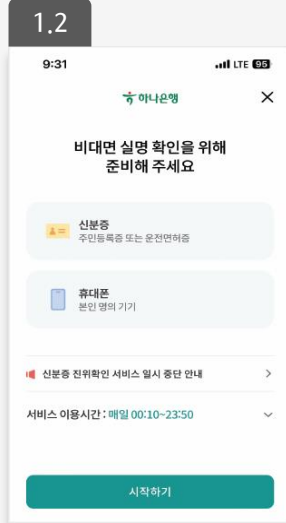 1.2
9:31
LTE 95
하나은행
비대면 실명 확인을 위해
준비해 주세요
신분증
주민등록증 또는 운전면허증
휴대폰
본인 명의 기기
신분증 진위확인 서비스 일시 중단 안내
서비스 이용시간 : 매일 00:10~23:50
시작하기